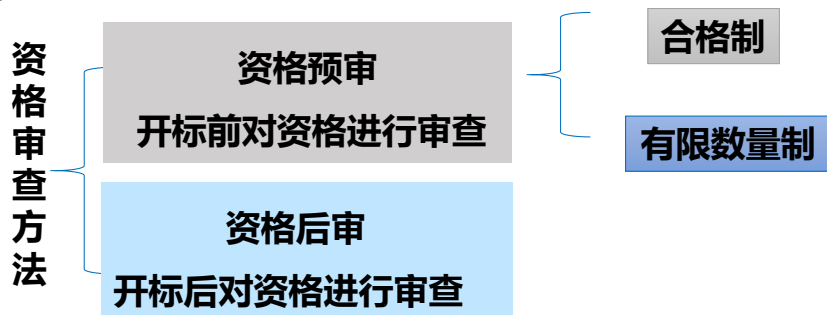 资格审查方法
资格预审
开标前对资格进行审查
合格制
有限数量制
资格后审
开标后对资格进行审查